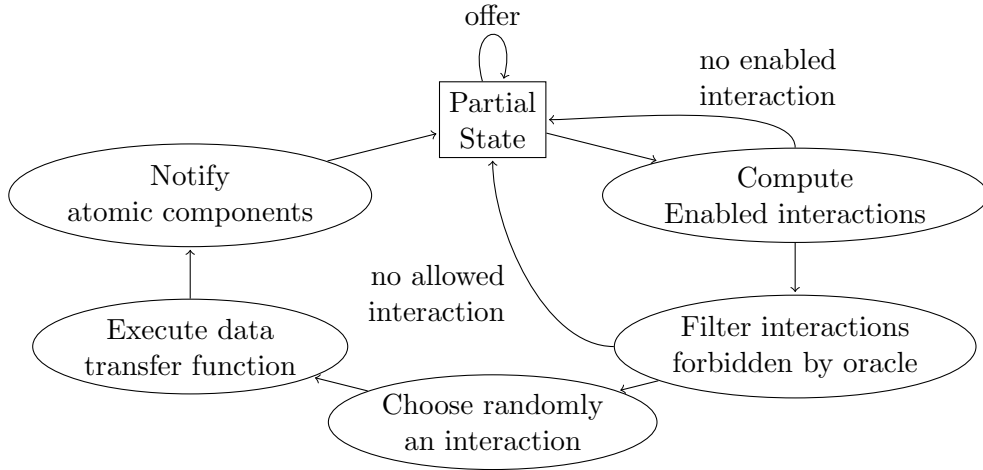 offer
Partial
State
no enabled
interaction
Notify
atomic components
Compute
Enabled interactions
no allowed
interaction
Execute data
transfer function
Filter interactions
forbidden by oracle
Choose randomly
an interaction